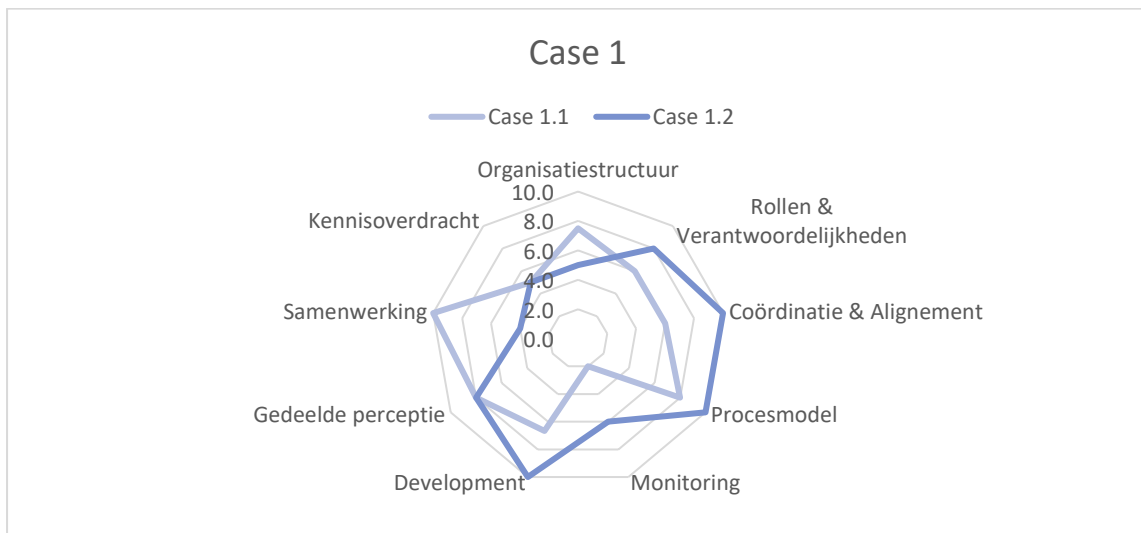 Case 1
Case 1.1
Case 1.2
Organisatiestructuur
Rollen &
Verantwoordelijkheden
Coördinatie & Alignement
Procesmodel
Monitoring
Development
Gedeelde perceptie
Samenwerking
Kennisoverdracht
10.0
8.0
6.0
4.0
2.0
0.0